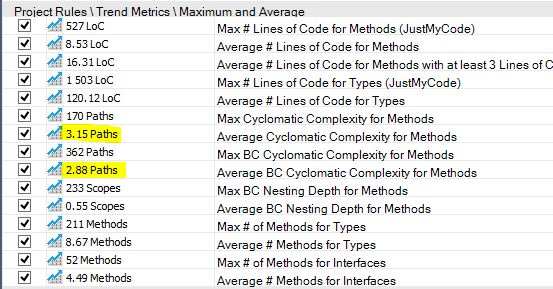 Project Rules \ Trend Metrics \ Maximum and Average
527 LoC Max # Lines of Code for Methods (JustMyCode)
8.53 LoC Average # Lines of Code for Methods
16.31 LoC Average # Lines of Code for Methods with at least 3 Lines of C
1 503 LoC Max # Lines of Code for Types (JustMyCode)
120.12 LoC Average # Lines of Code for Types
170 Paths Max Cyclomatic Complexity for Methods
3.15 Paths Average Cyclomatic Complexity for Methods
362 Paths Max BC Cyclomatic Complexity for Methods
2.88 Paths Average BC Cyclomatic Complexity for Methods
233 Scopes Max BC Nesting Depth for Methods
0.55 Scopes Average BC Nesting Depth for Methods
211 Methods Max # of Methods for Types
8.67 Methods Average # Methods for Types
52 Methods Max # of Methods for Interfaces
4.49 Methods Average # Methods for Interfaces